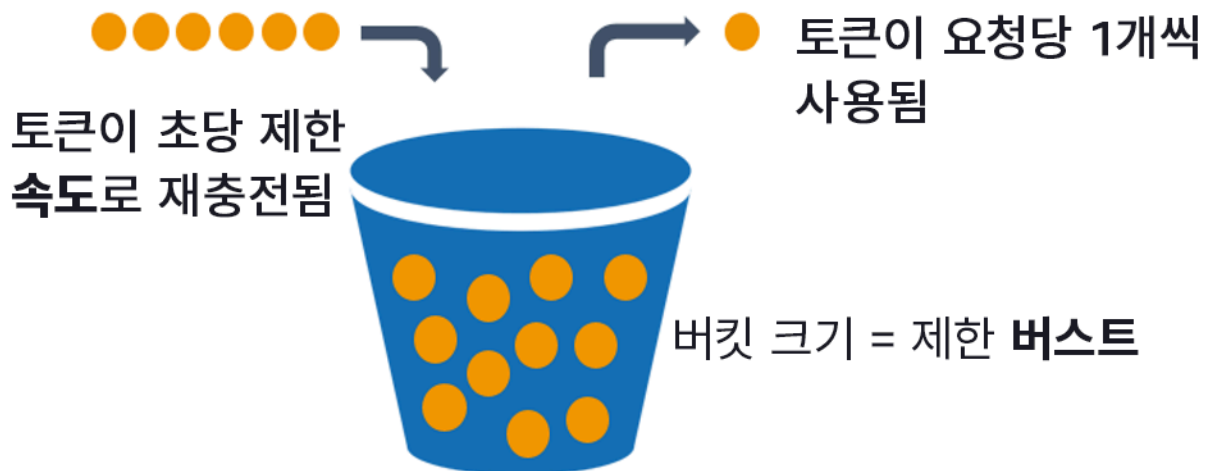 토큰이 요청당 1개씩
사용됨
토큰이 초당 제한
속도로 재충전됨
버킷 크기 = 제한 버스트